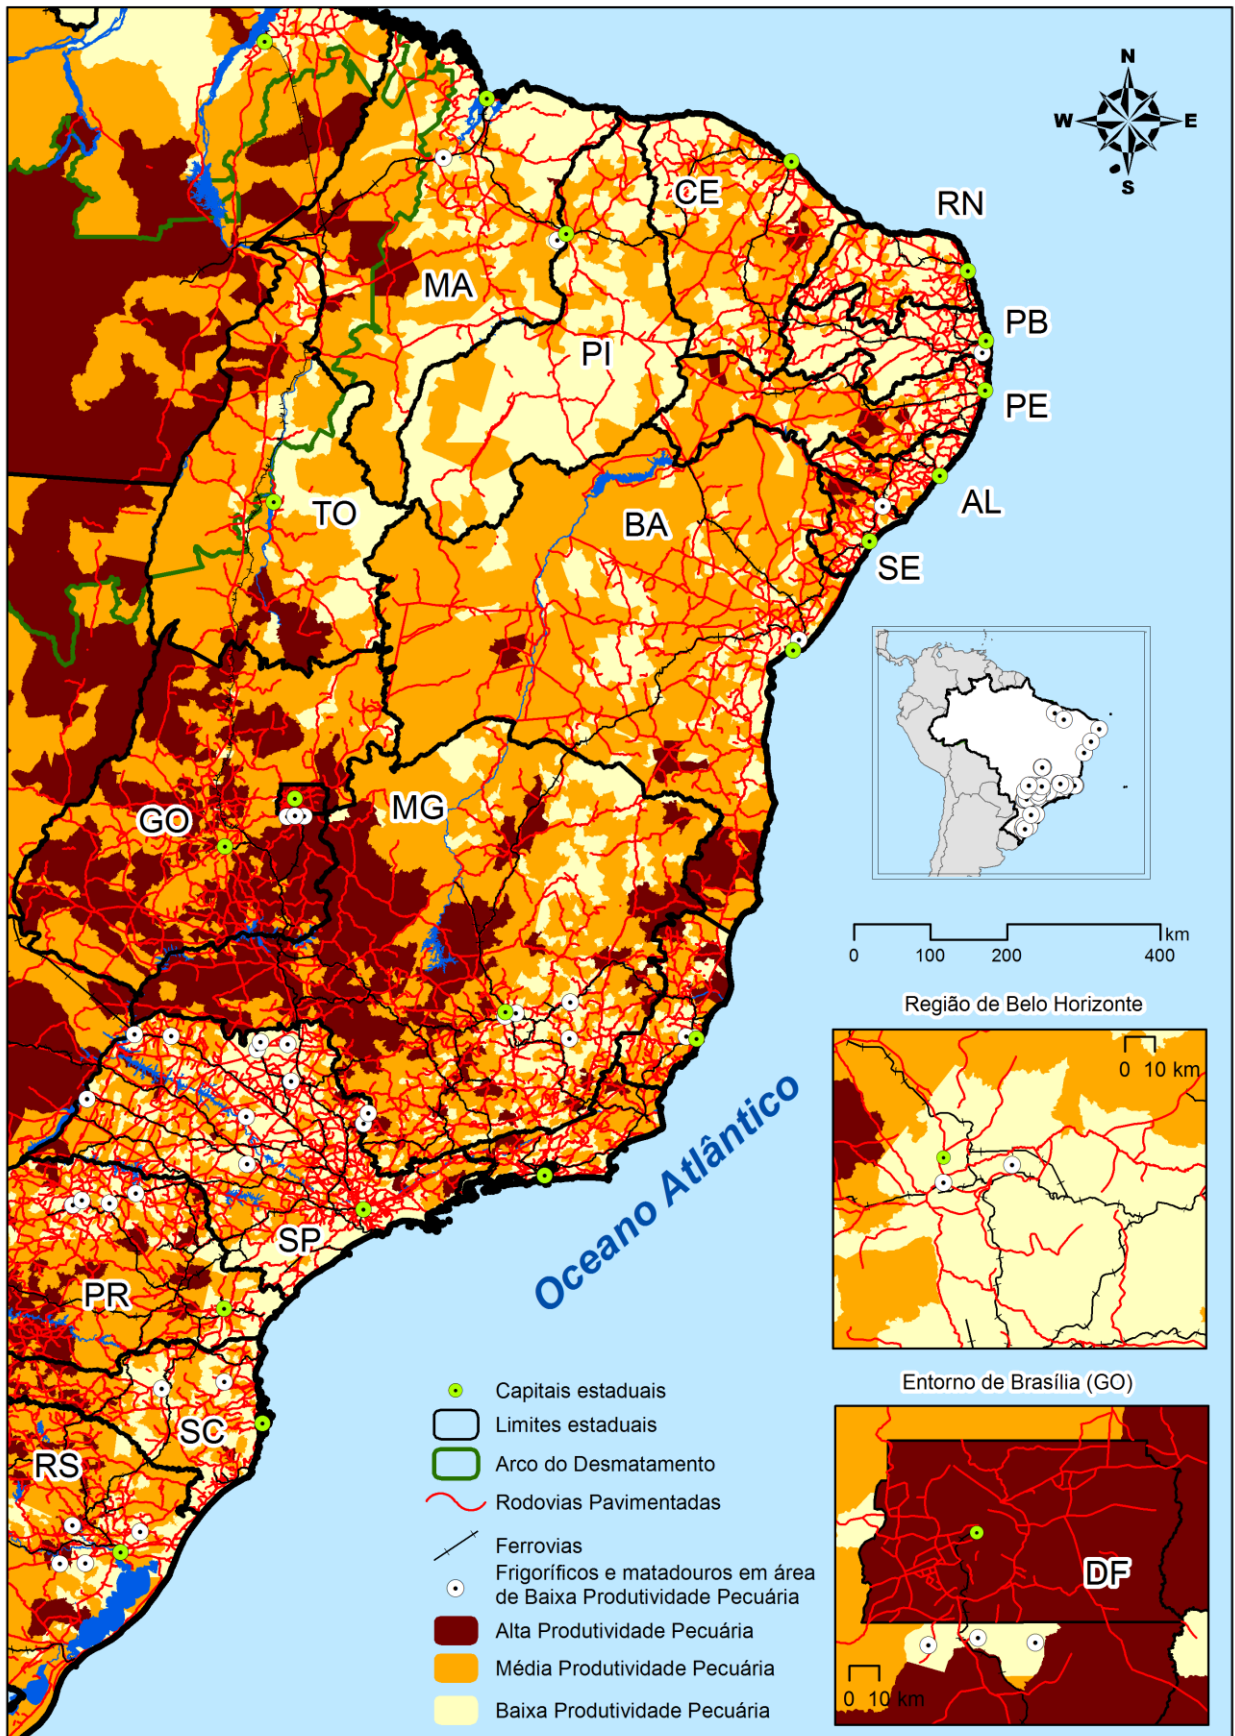 N
W
E
S
CE
RN
MA
PB
PI
PE
TO
BA
AL
SE
GO
MG
km
0 100 200 400
Região de Belo Horizonte
0 10 km
Oceano Atlântico
SP
PR
SC
RS
Capitais estaduais
Limites estaduais
Arco do Desmatamento
Rodovias Pavimentadas
Ferrovias
Frigoríficos e matadouros em área
de Baixa Produtividade Pecuária
Alta Produtividade Pecuária
Média Produtividade Pecuária
Baixa Produtividade Pecuária
Entorno de Brasília (GO)
DF
0 10 km